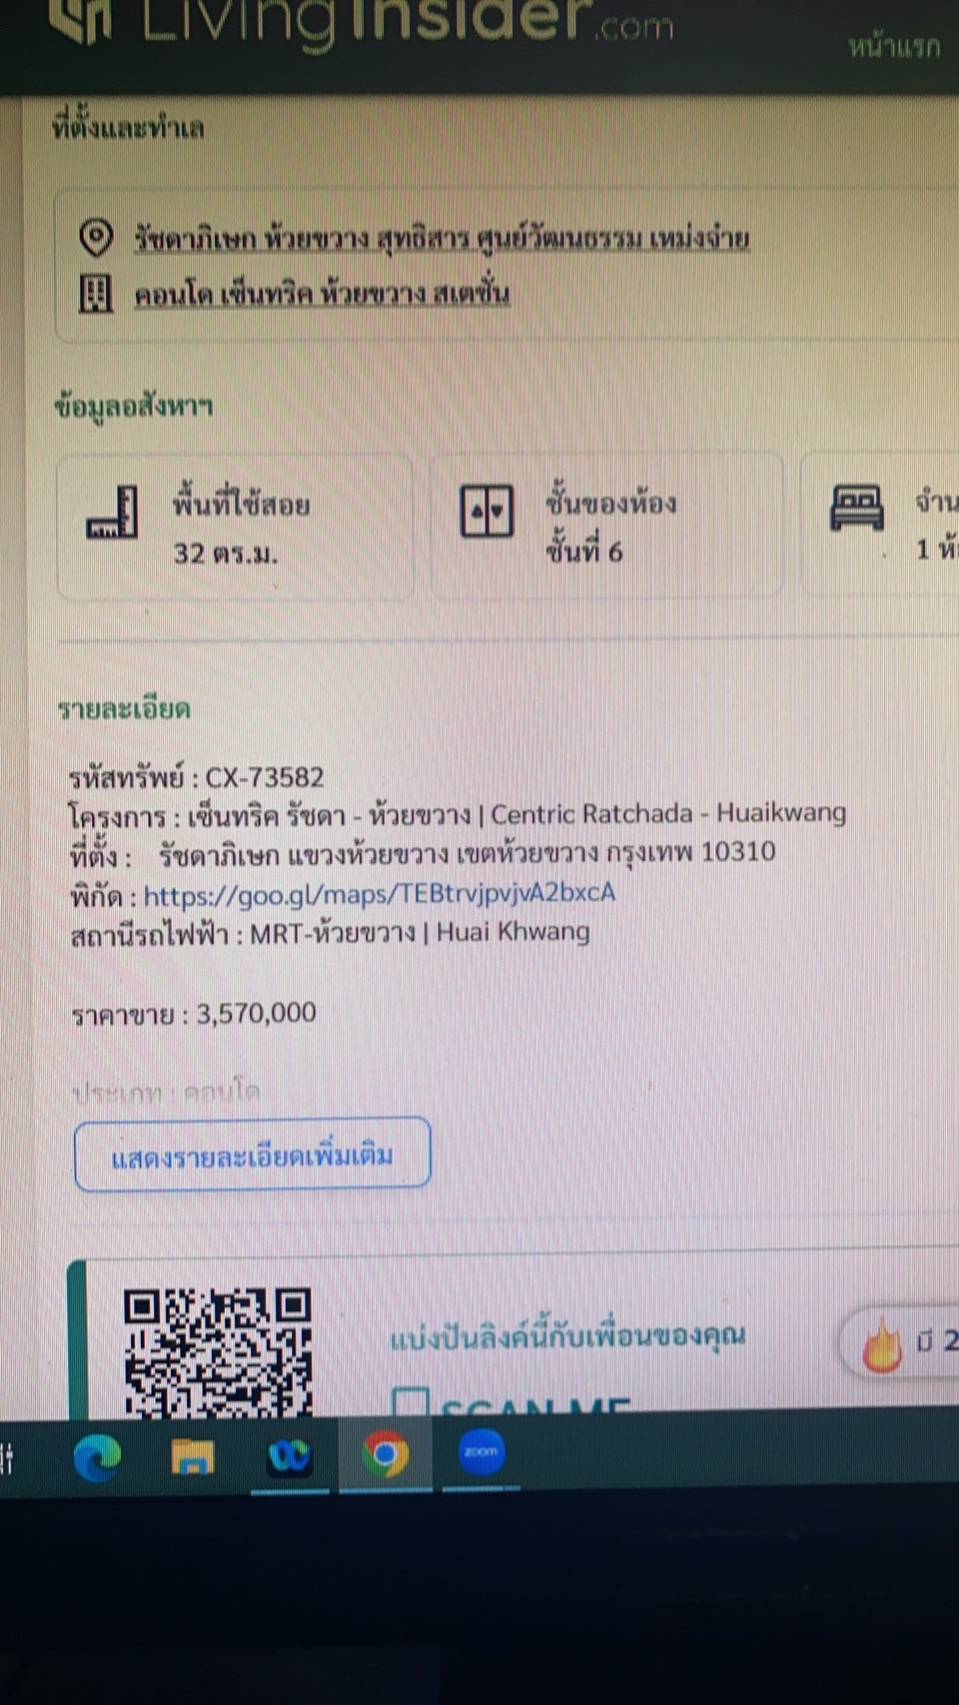 LivingInsider.com
หน้าแรก
ที่ตั้งและทำเล
รัชดาภิเษก ห้วยขวาง สุทธิสาร ศูนย์วัฒนธรรม เหม่งจ๋าย
คอนโด เซ็นทริค ห้วยขวาง สเตชั่น
ข้อมูลอสังหาฯ
พื้นที่ใช้สอย
32 ตร.ม.
ชั้นของห้อง
ชั้นที่ 6
1
รายละเอียด
รหัสทรัพย์ : CX-73582
โครงการ : เซ็นทริค รัชดา - ห้วยขวาง | Centric Ratchada - Huaikwang
ที่ตั้ง : รัชดาภิเษก แขวงห้วยขวาง เขตห้วยขวาง กรุงเทพ 10310
พิกัด : https://goo.gl/maps/TEBtrvjpvjvA2bxcA
สถานีรถไฟฟ้า : MRT-ห้วยขวาง | Huai Khwang
ราคาขาย : 3,570,000
ประเภท : คอนโด
แสดงรายละเอียดเพิ่มเติม
แบ่งปันลิงค์นี้กับเพื่อนของคุณ
มี 2
SCAN ME
zoom